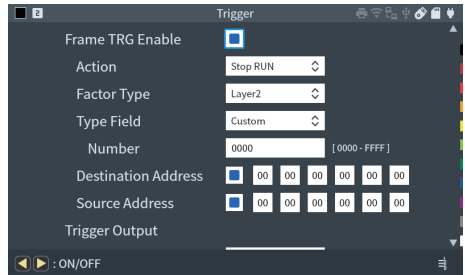 2 Trigger
Frame TRG Enable
Action Stop RUN
Factor Type Layer2
Type Field Custom
Number 0000 [ 0000 - FFFF ]
Destination Address 00 00 00 00 00 00
Source Address 00 00 00 00 00 00
Trigger Output
: ON/OFF